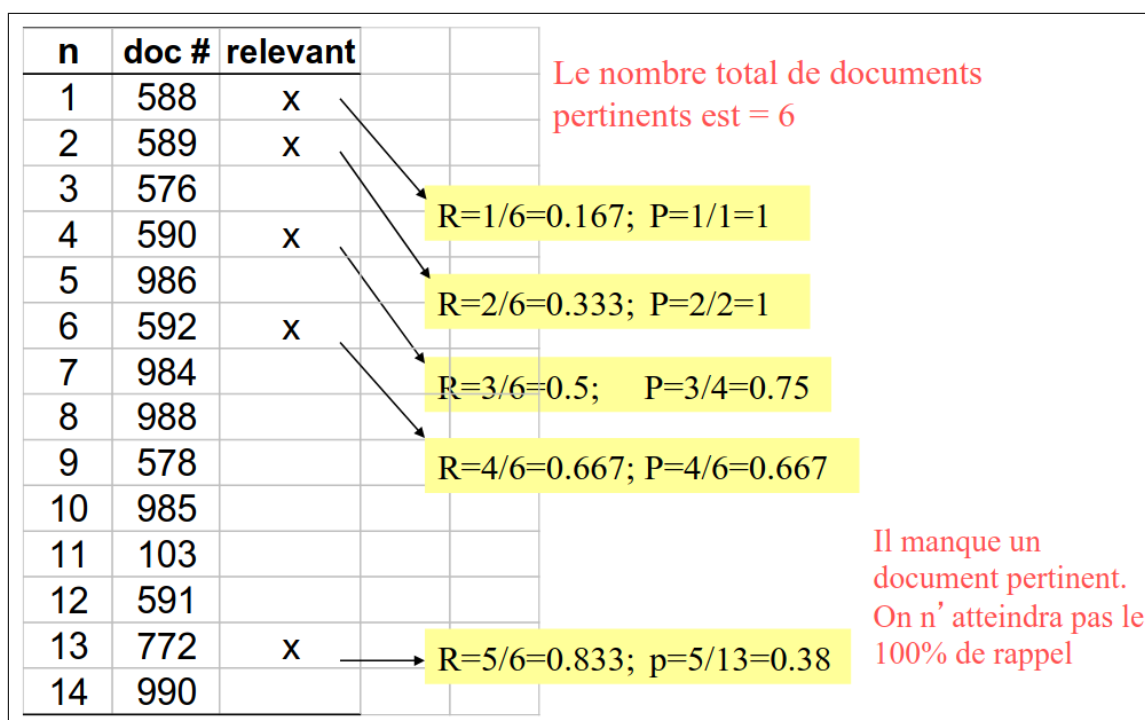 n doc # relevant
1 588 x
2 589 x
3 576
4 590 x
5 986
6 592 x
7 984
8 988
9 578
10 985
11 103
12 591
13 772 x
14 990
Le nombre total de documents
pertinents est = 6
R=1/6=0.167; P=1/1=1
R=2/6=0.333; P=2/2=1
R=3/6=0.5; P=3/4=0.75
R=4/6=0.667; P=4/6=0.667
R=5/6=0.833; p=5/13=0.38
Il manque un
document pertinent.
On n’atteindra pas le
100% de rappel